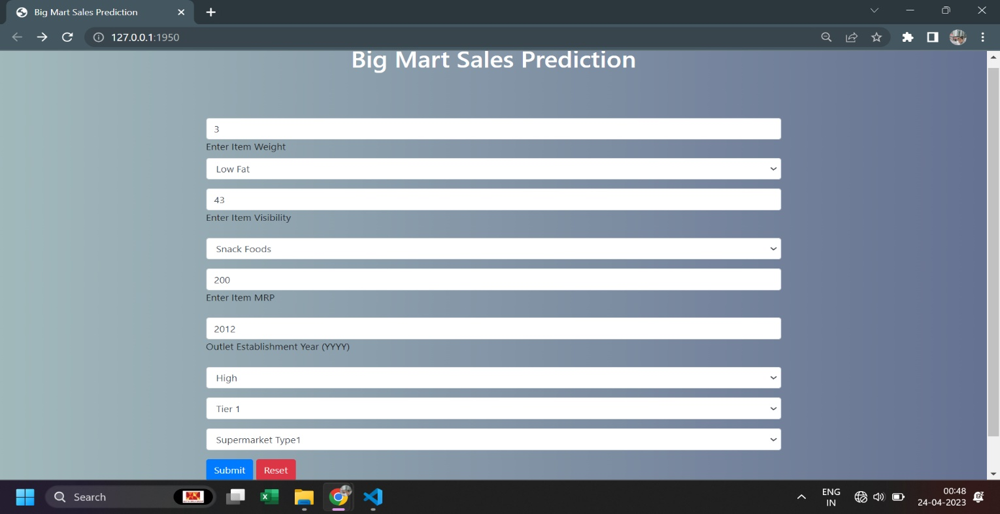 Big Mart Sales Prediction
127.0.0.1:1950
Big Mart Sales Prediction
3
Enter Item Weight
Low Fat
43
Enter Item Visibility
Snack Foods
200
Enter Item MRP
2012
Outlet Establishment Year (YYYY)
High
Tier 1
Supermarket Type1
Submit Reset
Search
ENG
IN
00:48
24-04-2023